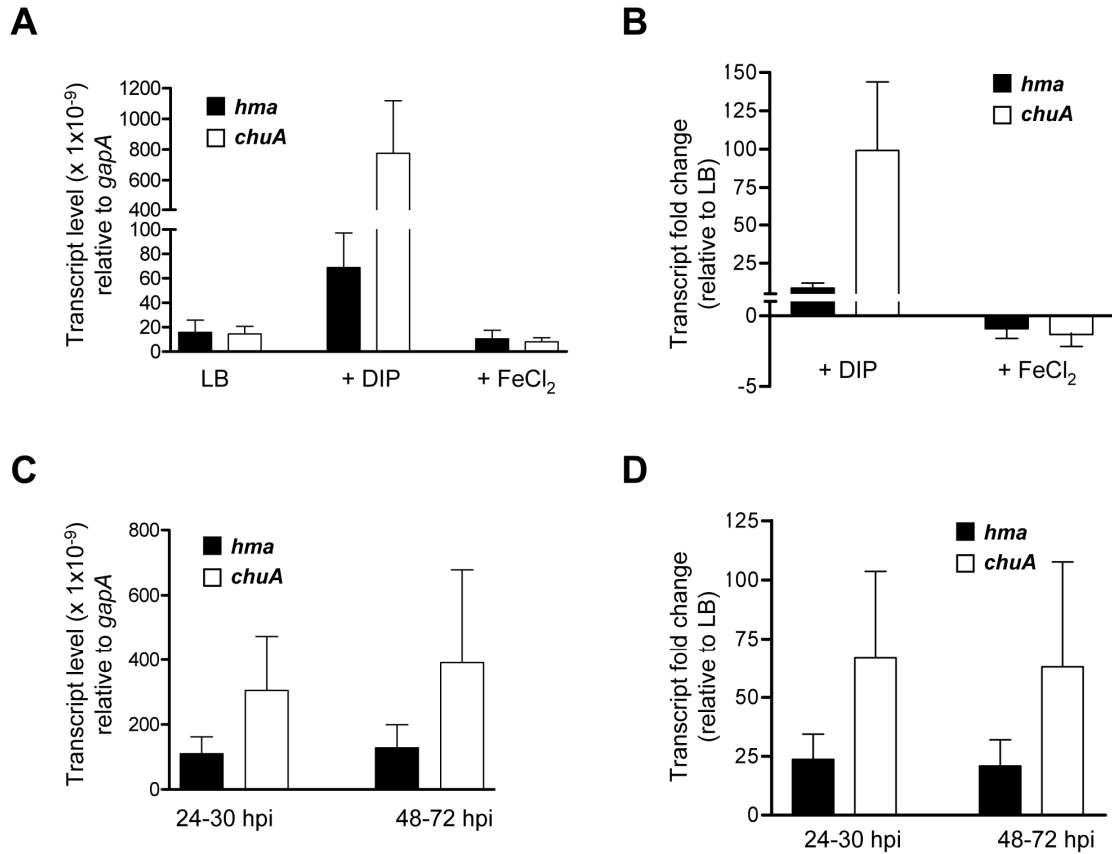 A
Transcript level (x 1x10⁻⁹)
relative to gapA
1200
1000
800
600
400
100
80
60
40
20
0
hma
chuA
LB
+ DIP
+ FeCl₂
B
Transcript fold change
(relative to LB)
150
125
100
75
50
25
0
-5
hma
chuA
+ DIP
+ FeCl₂
C
Transcript level (x 1x10⁻⁹)
relative to gapA
800
600
400
200
0
hma
chuA
24-30 hpi
48-72 hpi
D
Transcript fold change
(relative to LB)
125
100
75
50
25
0
hma
chuA
24-30 hpi
48-72 hpi